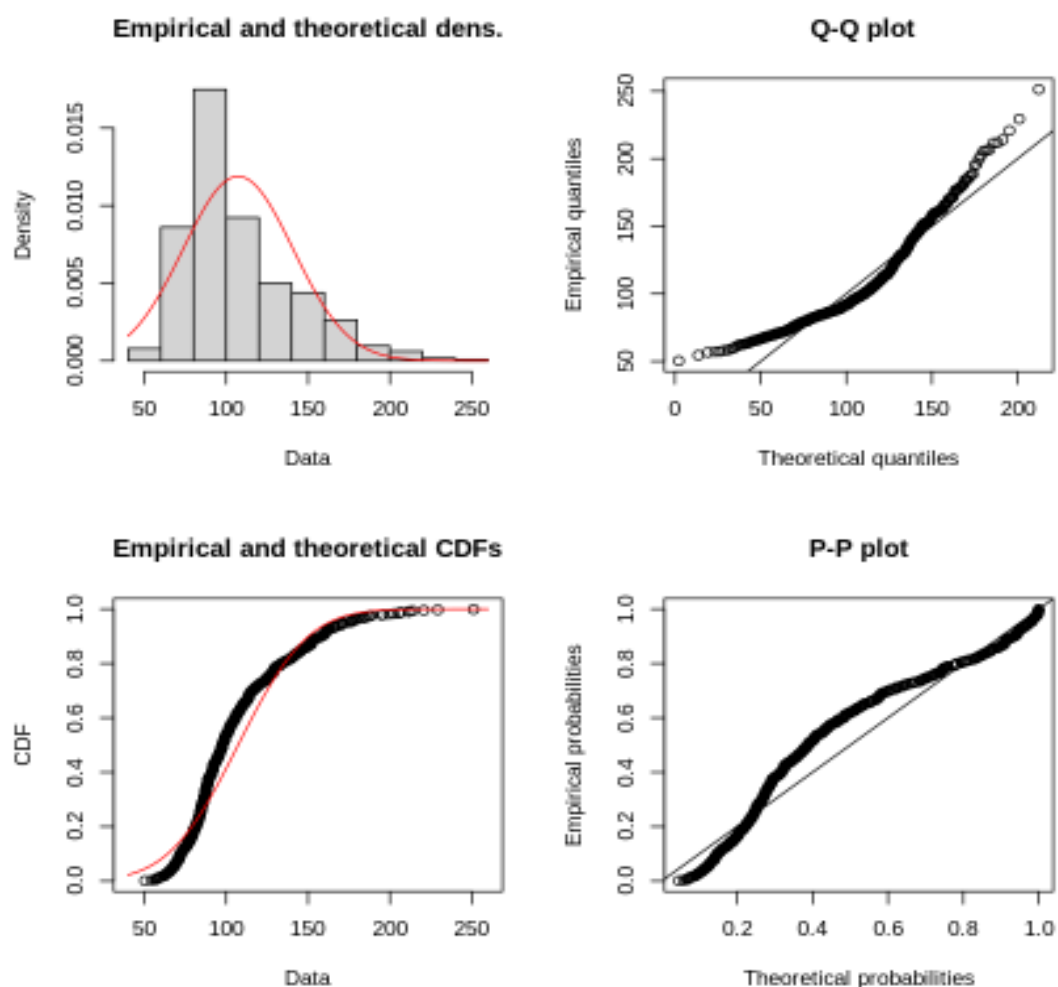 Empirical and theoretical dens.
Density
0.000 0.005 0.010 0.015
50 100 150 200 250
Data
Q-Q plot
Empirical quantiles
50 100 150 200 250
0 50 100 150 200
Theoretical quantiles
Empirical and theoretical CDFs
CDF
0.0 0.2 0.4 0.6 0.8 1.0
50 100 150 200 250
Data
P-P plot
Empirical probabilities
0.0 0.2 0.4 0.6 0.8 1.0
0.2 0.4 0.6 0.8 1.0
Theoretical probabilities